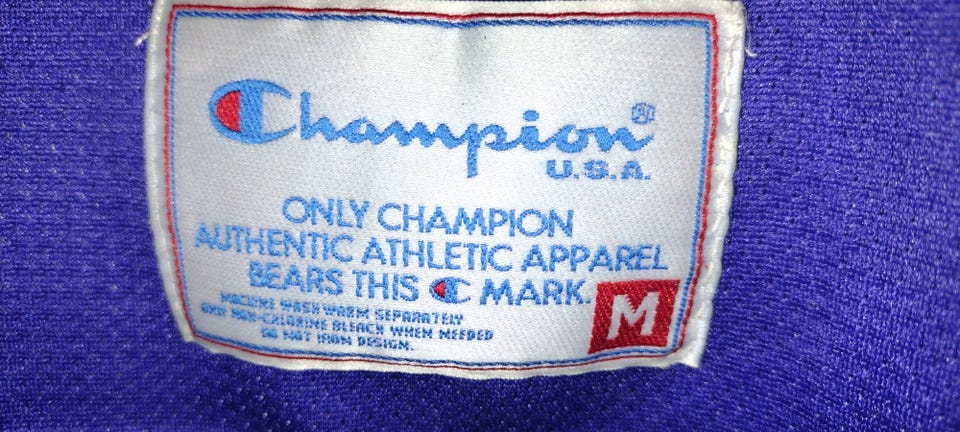 Champion®
U.S.A.
ONLY CHAMPION
AUTHENTIC ATHLETIC APPAREL
BEARS THIS C MARK.
MACHINE WASH WARM SEPARATELY
AND NON-CHLORINE BLEACH WHEN NEEDED
DO NOT IRON DESIGN.
M